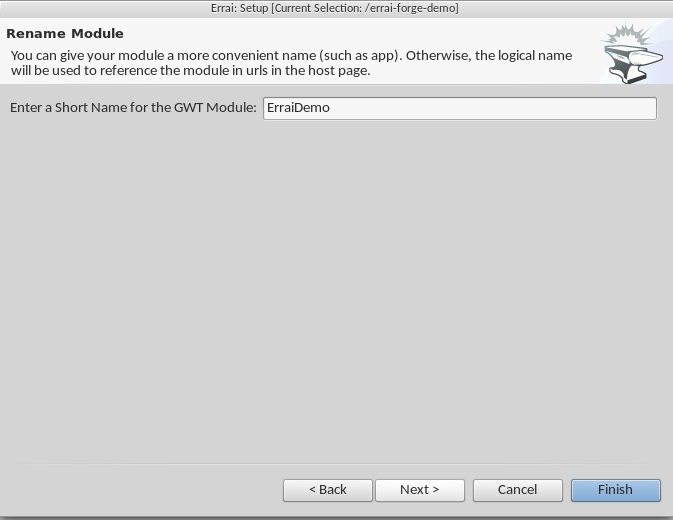 Errai: Setup [Current Selection: /errai-forge-demo]
Rename Module
You can give your module a more convenient name (such as app). Otherwise, the logical name
will be used to reference the module in urls in the host page.
Enter a Short Name for the GWT Module: ErraiDemo
< Back Next > Cancel Finish